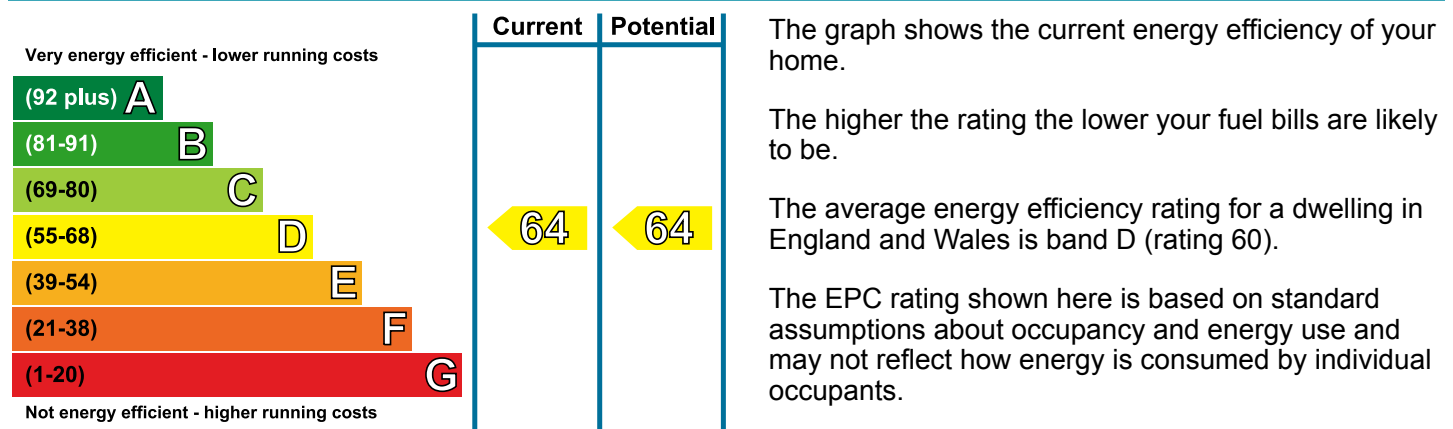 Current Potential
Very energy efficient - lower running costs
(92 plus) A
(81-91) B
(69-80) C
(55-68) D
64 64
(39-54) E
(21-38) F
(1-20) G
Not energy efficient - higher running costs
The graph shows the current energy efficiency of your
home.
The higher the rating the lower your fuel bills are likely
to be.
The average energy efficiency rating for a dwelling in
England and Wales is band D (rating 60).
The EPC rating shown here is based on standard
assumptions about occupancy and energy use and
may not reflect how energy is consumed by individual
occupants.